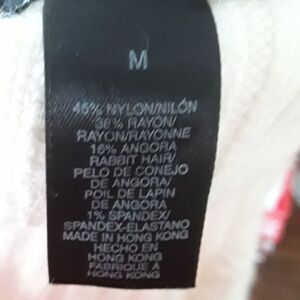 M
45% NYLON/NILÓN
38% RAYON/
RAYON/RAYONNE
16% ANGORA
RABBIT HAIR/
PELO DE CONEJO
DE ANGORA/
POIL DE LAPIN
DE ANGORA
1% SPANDEX/
SPANDEX-ELASTANO
MADE IN HONG KONG
HECHO EN
HONG KONG
FABRIQUE A
HONG KONG